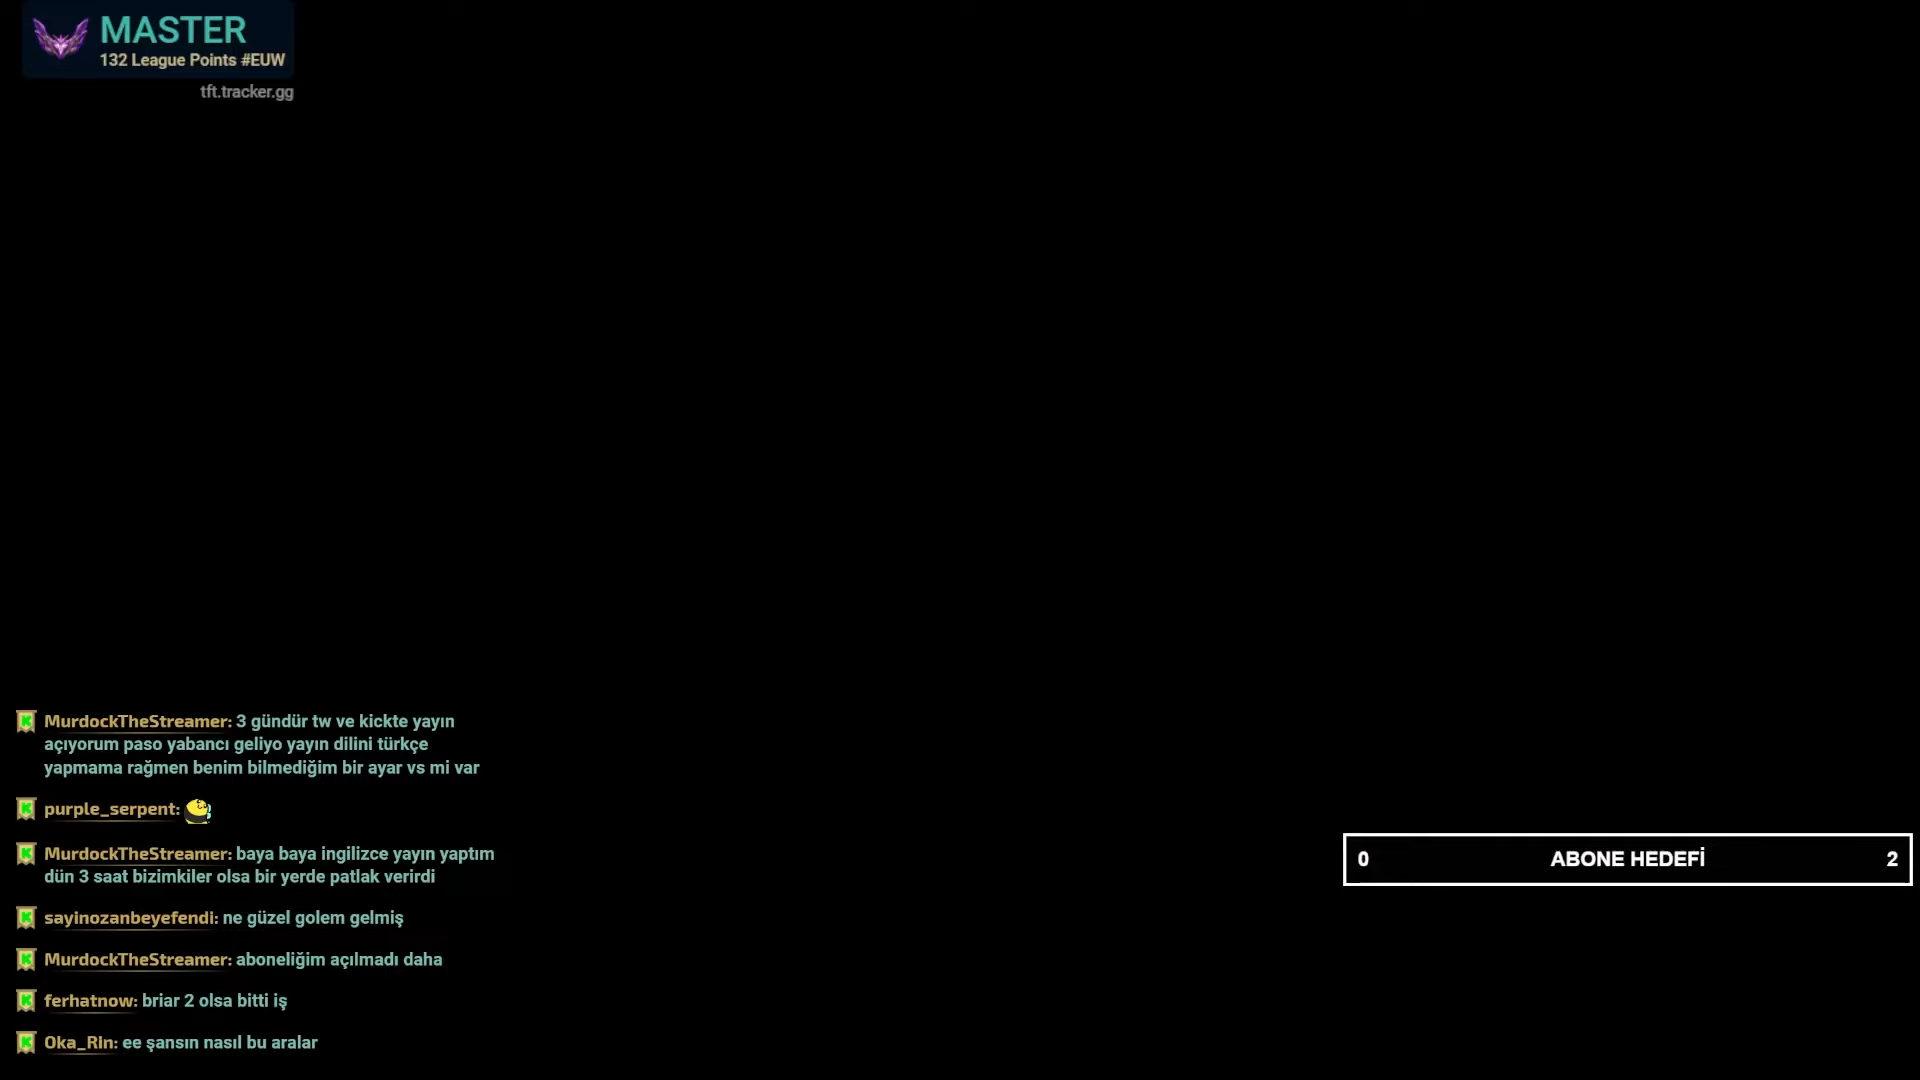 MASTER
132 League Points #EUW
tft.tracker.gg
MurdockTheStreamer: 3 gündür tw ve kickte yayın
açıyorum paso yabancı geliyo yayın dilini türkçe
yapmama rağmen benim bilmediğim bir ayar vs mi var
purple_serpent:
MurdockTheStreamer: baya baya ingilizce yayın yaptım
dün 3 saat bizimkiler olsa bir yerde patlak verirdi
0 ABONE HEDEFİ 2
sayinozanbeyefendi: ne güzel golem gelmiş
MurdockTheStreamer: aboneliğim açılmadı daha
ferhatnow: briar 2 olsa bitti iş
Oka_Rin: ee şansın nasıl bu aralar